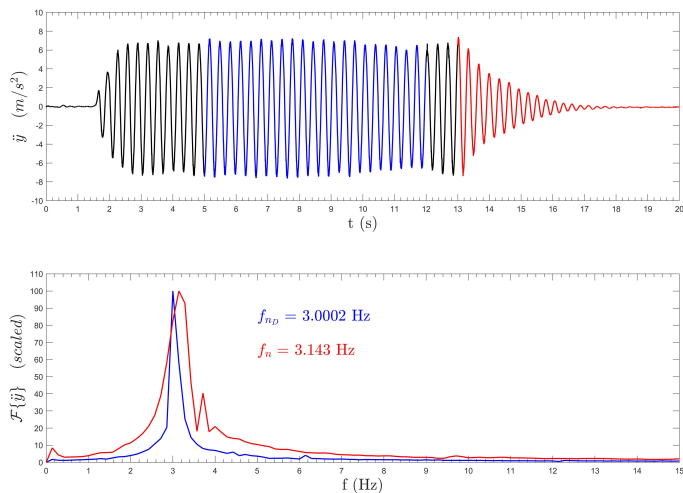 10
8
6
4
2
0
-2
-4
-6
-8
-10
ÿ (m/s²)
0 1 2 3 4 5 6 7 8 9 10 11 12 13 14 15 16 17 18 19 20
t (s)
110
100
90
80
70
60
50
40
30
20
10
0
ℱ{ÿ} (scaled)
f_{n_D} = 3.0002 Hz
f_n = 3.143 Hz
0 1 2 3 4 5 6 7 8 9 10 11 12 13 14 15
f (Hz)